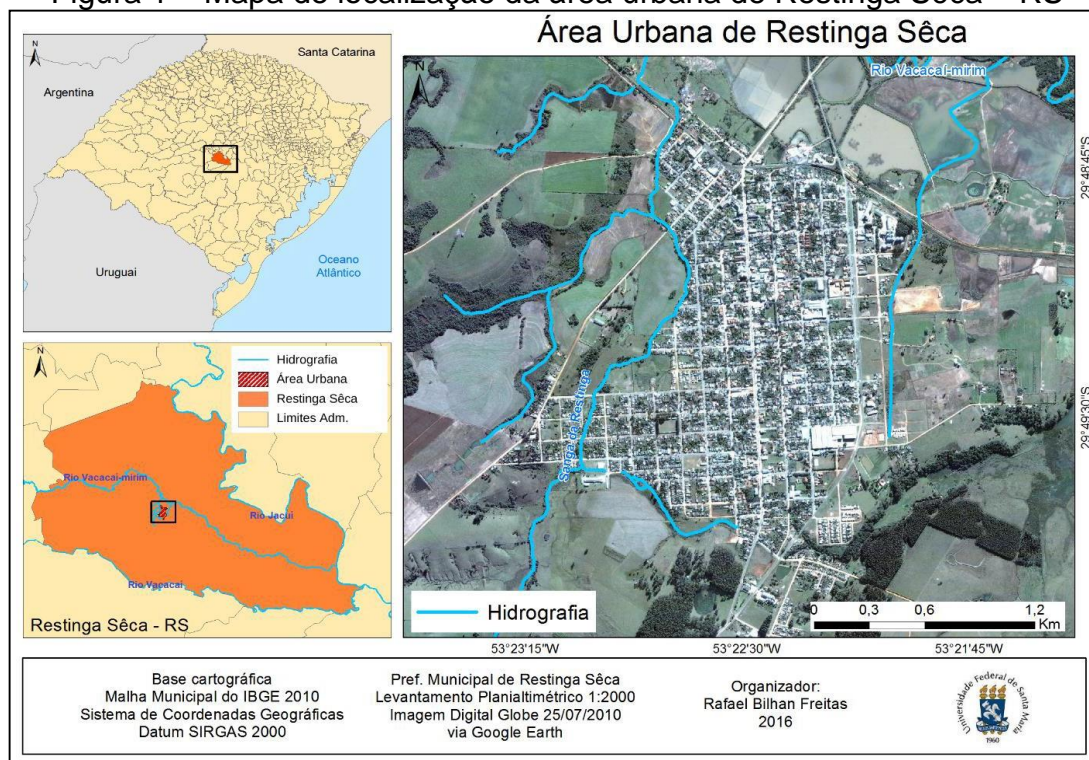 Figura 1 – Mapa de localização da área urbana de Restinga Sêca – RS
Área Urbana de Restinga Sêca
N
Santa Catarina
Argentina
Uruguai
Oceano
Atlântico
N
Hidrografia
Área Urbana
Restinga Sêca
Limites Adm.
Rio Vacacaí-mirim
Rio Jacuí
Rio Vacacaí
Restinga Sêca - RS
N
Rio Vacacaí-mirim
Sanga da Restinga
29°48'45"S
29°49'30"S
Hidrografia
0 0,3 0,6 1,2
Km
53°23'15"W 53°22'30"W 53°21'45"W
Base cartográfica
Malha Municipal do IBGE 2010
Sistema de Coordenadas Geográficas
Datum SIRGAS 2000
Pref. Municipal de Restinga Sêca
Levantamento Planialtimétrico 1:2000
Imagem Digital Globe 25/07/2010
via Google Earth
Organizador:
Rafael Bilhan Freitas
2016
Universidade Federal de Santa Maria
1960